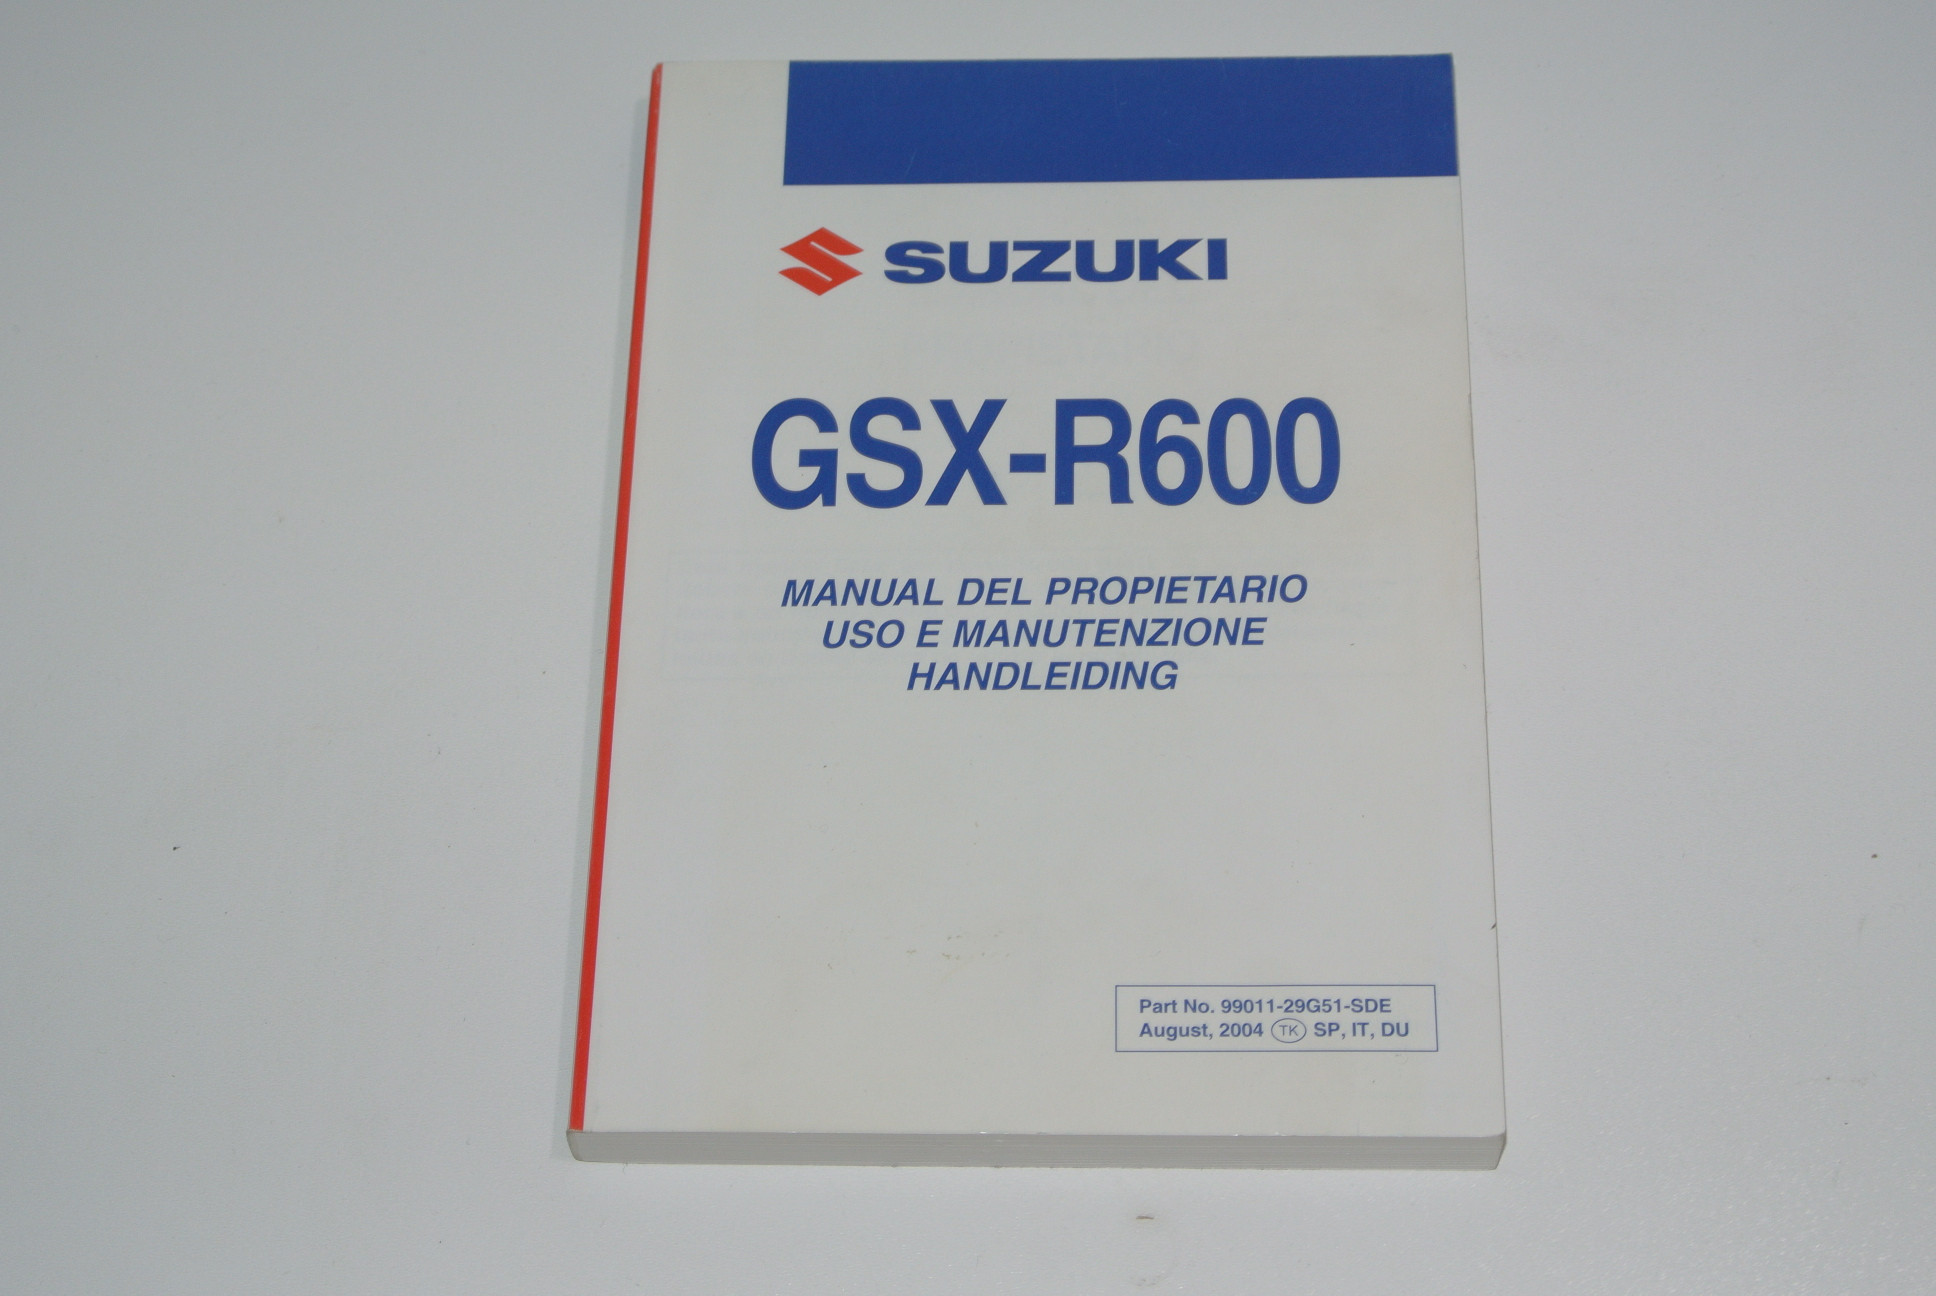 SUZUKI
GSX-R600
MANUAL DEL PROPIETARIO
USO E MANUTENZIONE
HANDLEIDING
Part No. 99011-29G51-SDE
August, 2004 TK SP, IT, DU